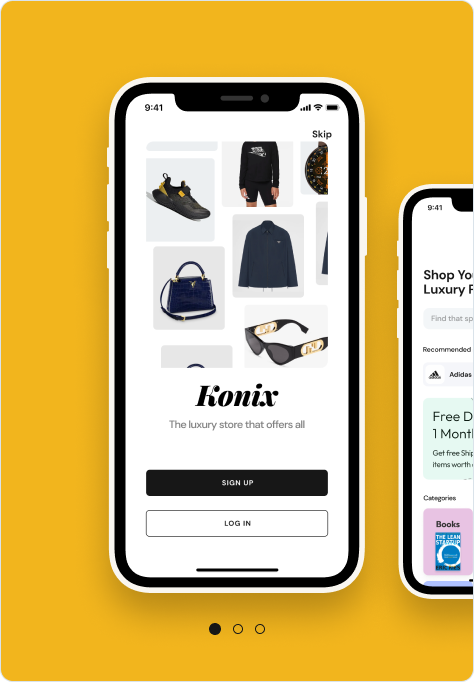 9:41
Skip
Konix
The luxury store that offers all
SIGN UP
LOG IN
9:41
Shop You
Luxury
Find that sp
Recommended
Adidas
Free D
1 Mont
Get free Ship
items worth
Categories
Books
THE LEAN
STARTUP